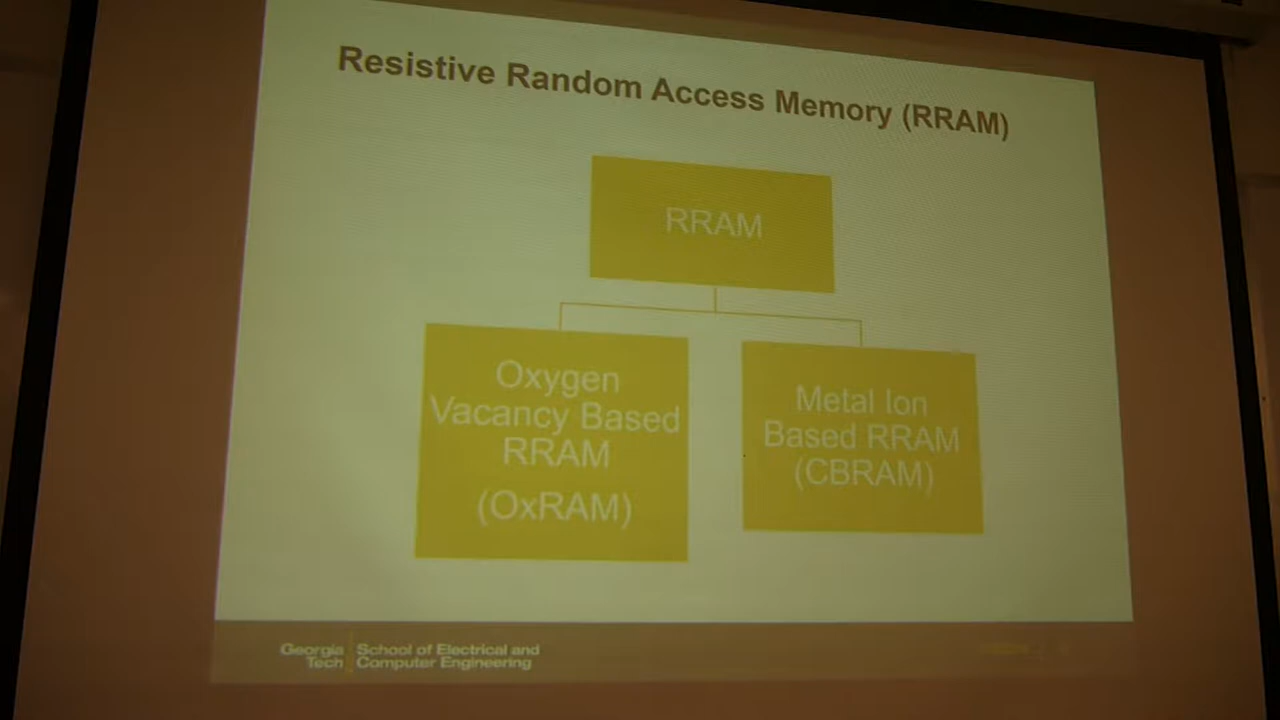 Resistive Random Access Memory (RRAM)
RRAM
Oxygen
Vacancy Based
RRAM
(OxRAM)
Metal Ion
Based RRAM
(CBRAM)
Georgia
Tech
School of Electrical and
Computer Engineering